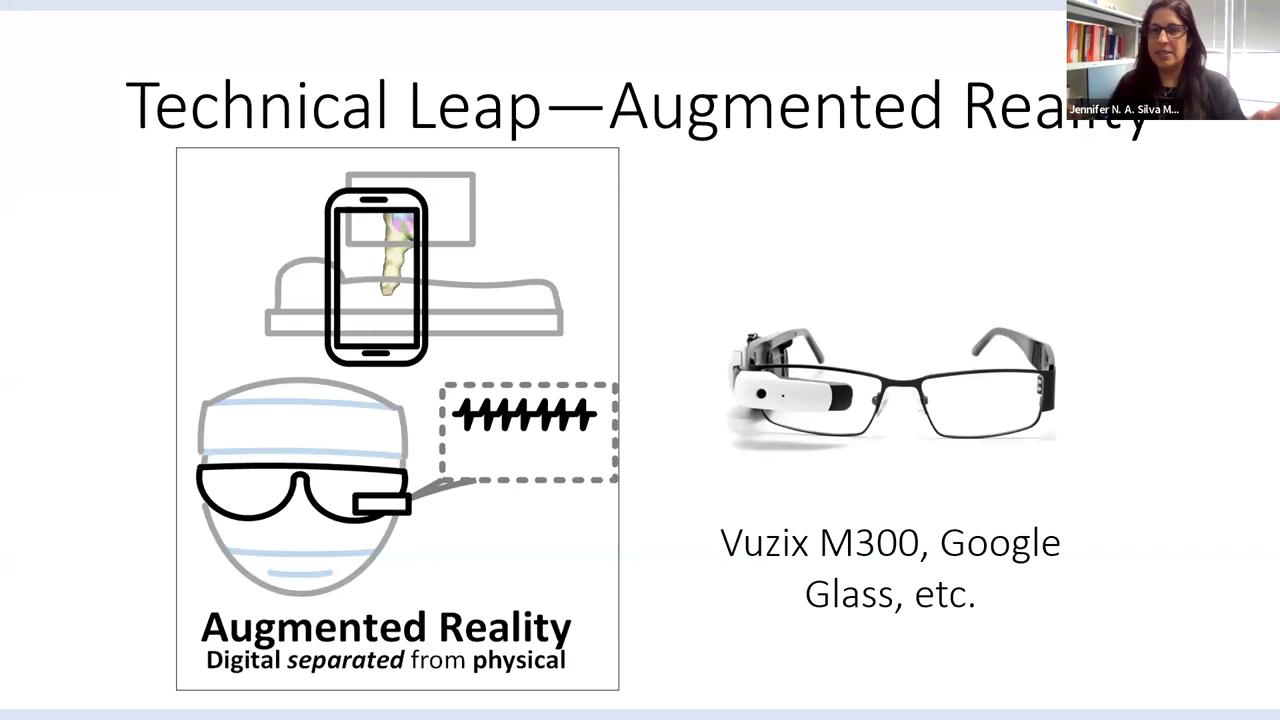 Technical Leap—Augmented Reality
Jennifer N. A. Silva M...
Vuzix M300, Google
Glass, etc.
Augmented Reality
Digital separated from physical